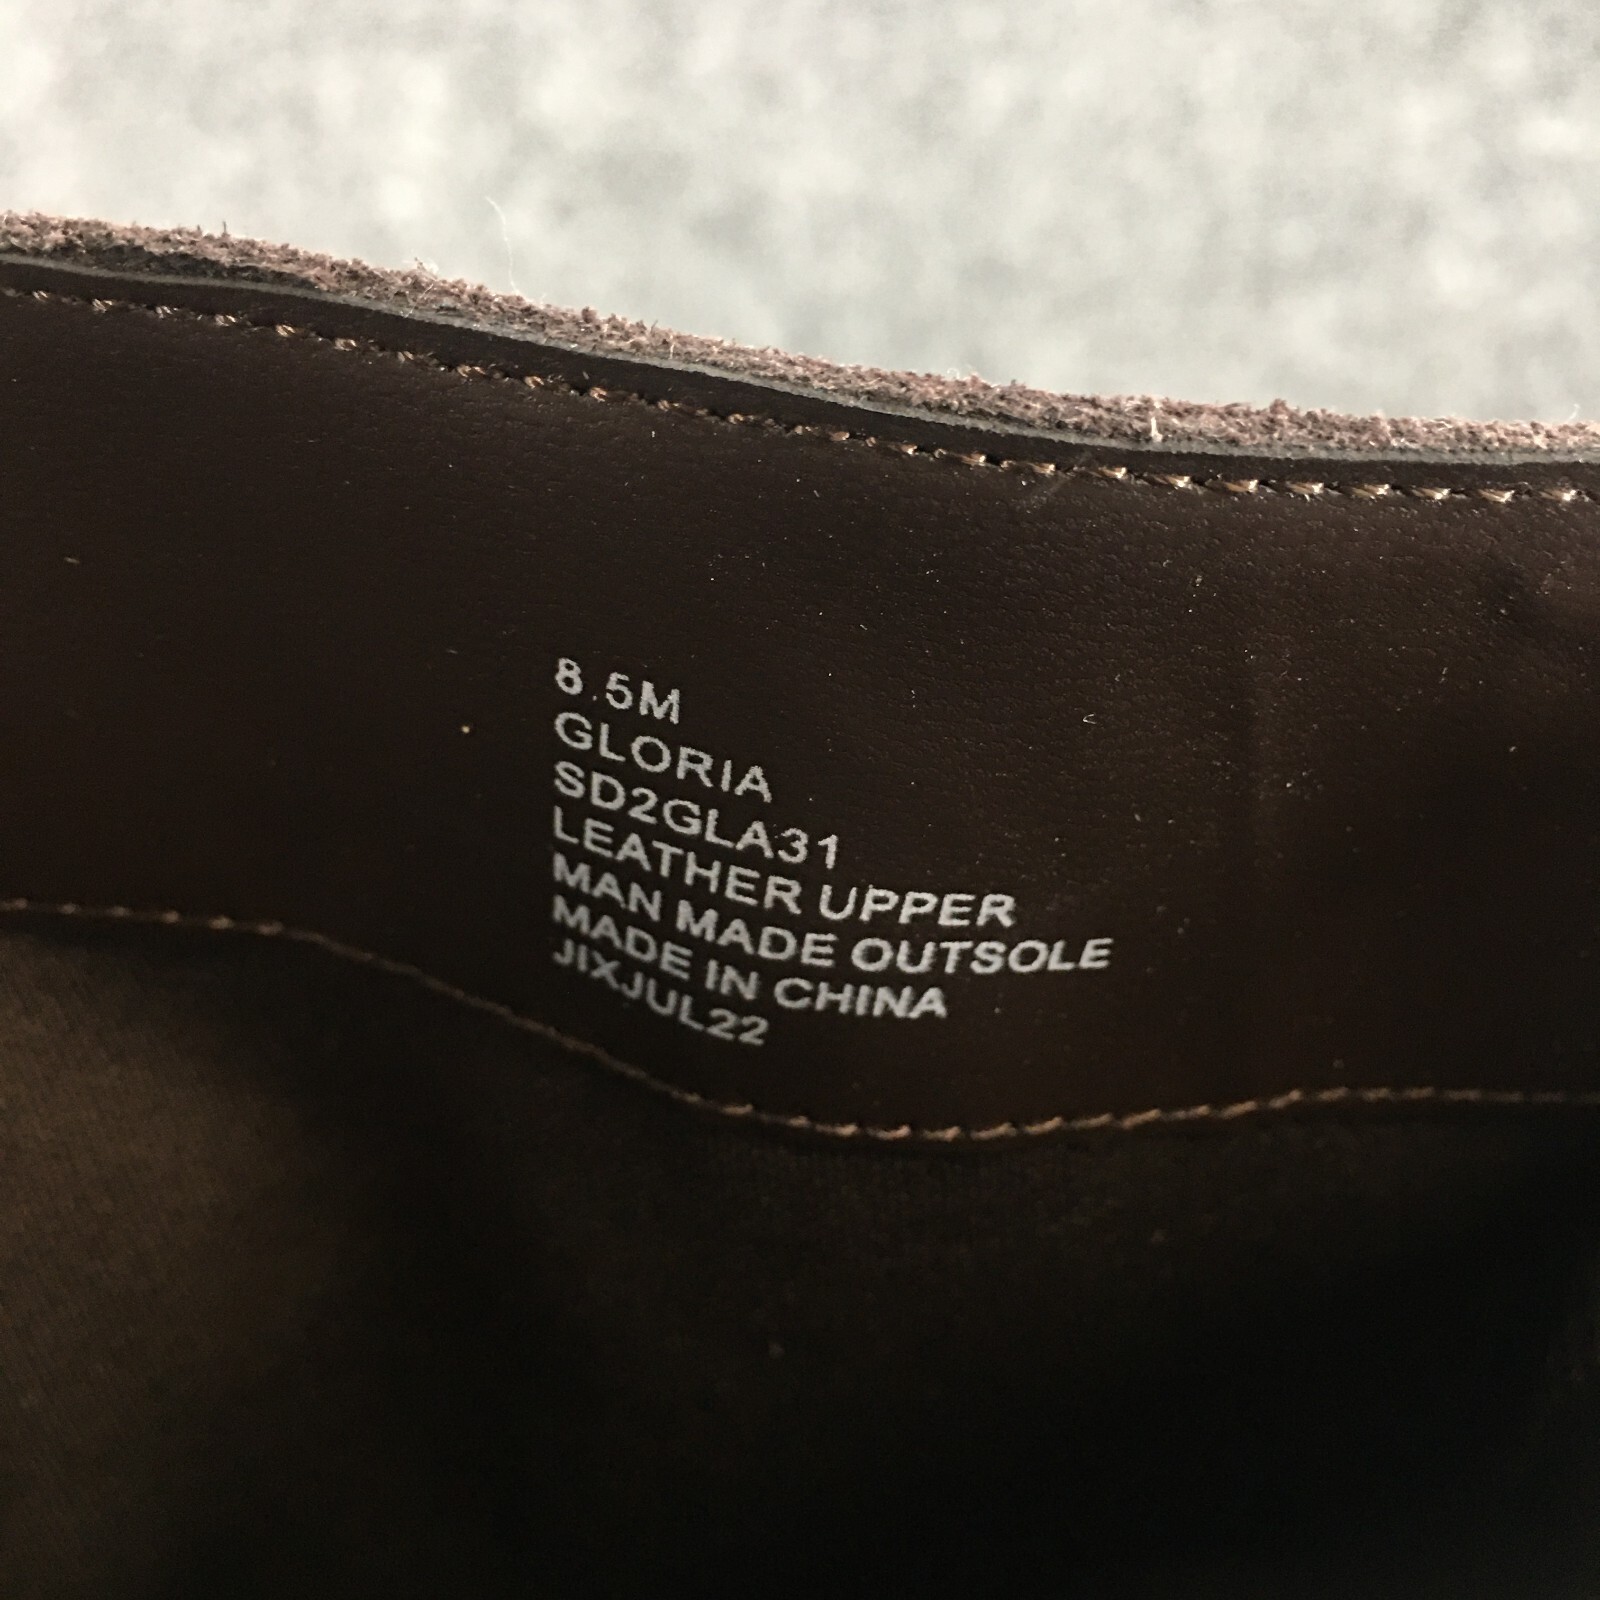 8.5M
GLORIA
SD2GLA31
LEATHER UPPER
MAN MADE OUTSOLE
MADE IN CHINA
JIXJUL22